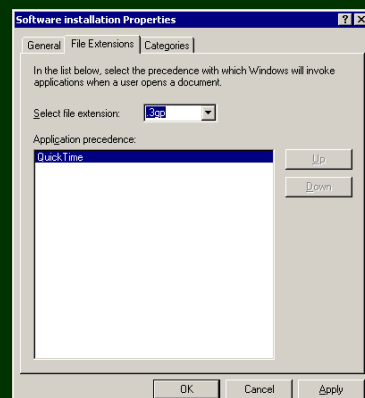 Software installation Properties
General File Extensions Categories
In the list below, select the precedence with which Windows will invoke
applications when a user opens a document.
Select file extension: .3gp
Application precedence:
QuickTime
Up
Down
OK Cancel Apply